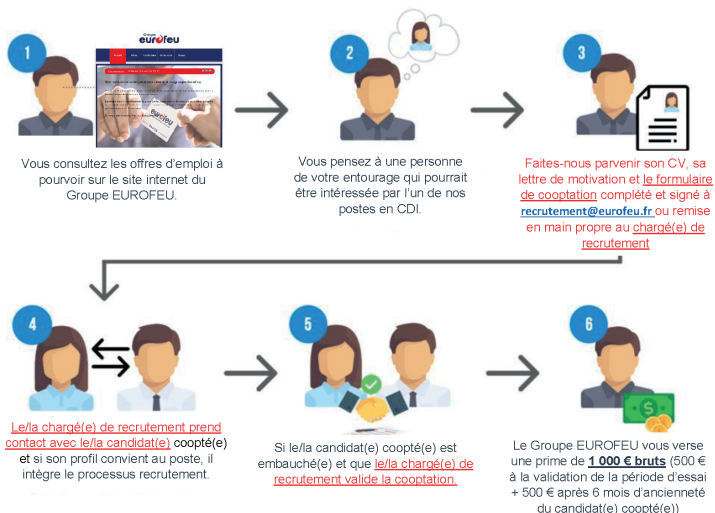 1
Groupe
eurofeu
eurofeu
Vous consultez les offres d'emploi à
pourvoir sur le site internet du
Groupe EUROFEU.
2
Vous pensez à une personne
de votre entourage qui pourrait
être intéressée par l'un de nos
postes en CDI.
3
Faites-nous parvenir son CV, sa
lettre de motivation et le formulaire
de cooptation complété et signé à
recrutement@eurofeu.fr ou remise
en main propre au chargé(e) de
recrutement
4
Le/la chargé(e) de recrutement prend
contact avec le/la candidat(e) coopté(e)
et si son profil convient au poste, il
intègre le processus recrutement.
5
Si le/la candidat(e) coopté(e) est
embauché(e) et que le/la chargé(e) de
recrutement valide la cooptation.
6
$
Le Groupe EUROFEU vous verse
une prime de 1 000 € bruts (500 €
à la validation de la période d'essai
+ 500 € après 6 mois d'ancienneté
du candidat(e) coopté(e))